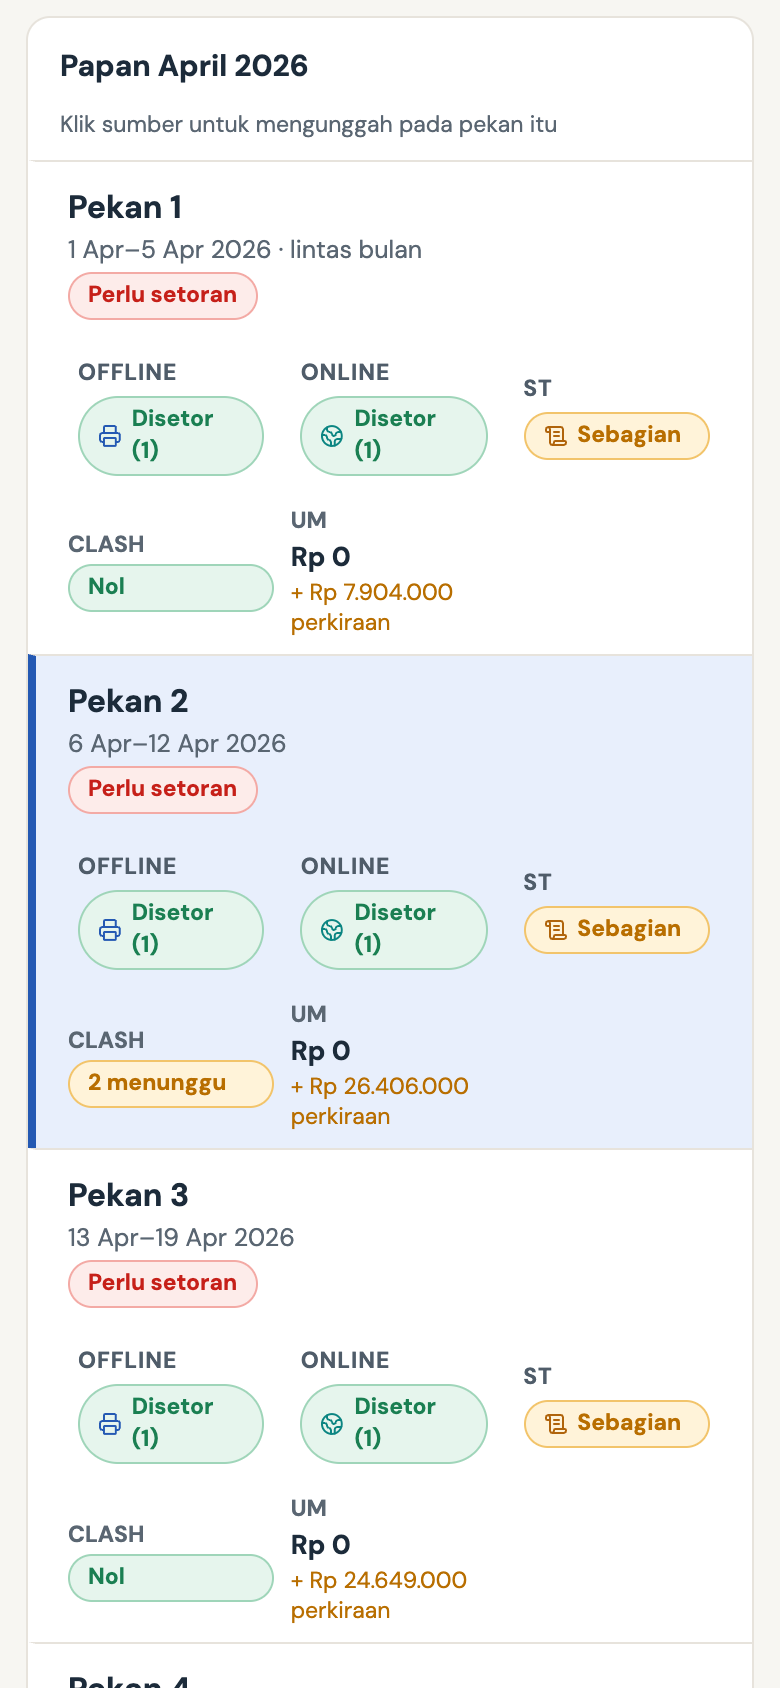 Papan April 2026
Klik sumber untuk mengunggah pada pekan itu
Pekan 1
1 Apr–5 Apr 2026 · lintas bulan
Perlu setoran
OFFLINE
Disetor
(1)
ONLINE
Disetor
(1)
ST
Sebagian
CLASH
Nol
UM
Rp 0
+ Rp 7.904.000
perkiraan
Pekan 2
6 Apr–12 Apr 2026
Perlu setoran
OFFLINE
Disetor
(1)
ONLINE
Disetor
(1)
ST
Sebagian
CLASH
2 menunggu
UM
Rp 0
+ Rp 26.406.000
perkiraan
Pekan 3
13 Apr–19 Apr 2026
Perlu setoran
OFFLINE
Disetor
(1)
ONLINE
Disetor
(1)
ST
Sebagian
CLASH
Nol
UM
Rp 0
+ Rp 24.649.000
perkiraan
Pekan 4